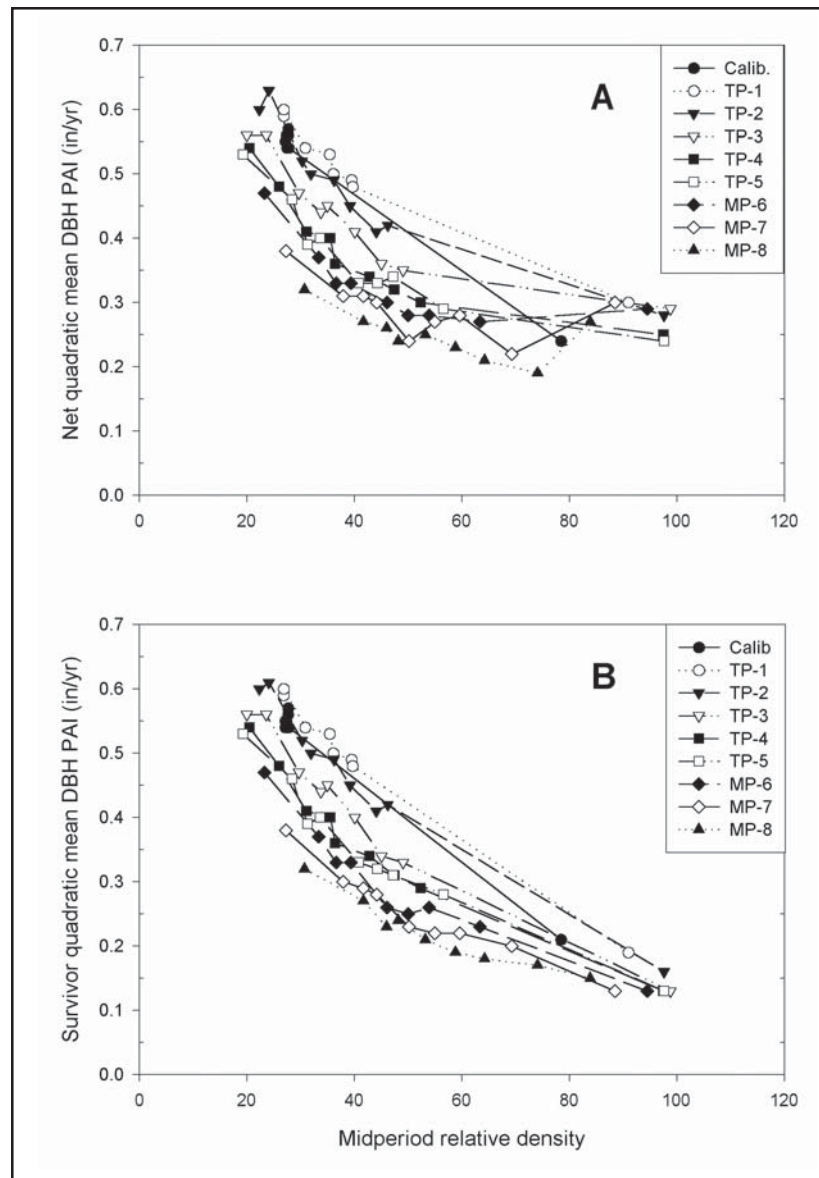 A
Net quadratic mean DBH PAI (in/yr)
0.7
0.6
0.5
0.4
0.3
0.2
0.1
0.0
0 20 40 60 80 100 120
Calib.
TP-1
TP-2
TP-3
TP-4
TP-5
MP-6
MP-7
MP-8
B
Survivor quadratic mean DBH PAI (in/yr)
0.7
0.6
0.5
0.4
0.3
0.2
0.1
0.0
0 20 40 60 80 100 120
Calib
TP-1
TP-2
TP-3
TP-4
TP-5
MP-6
MP-7
MP-8
Midperiod relative density